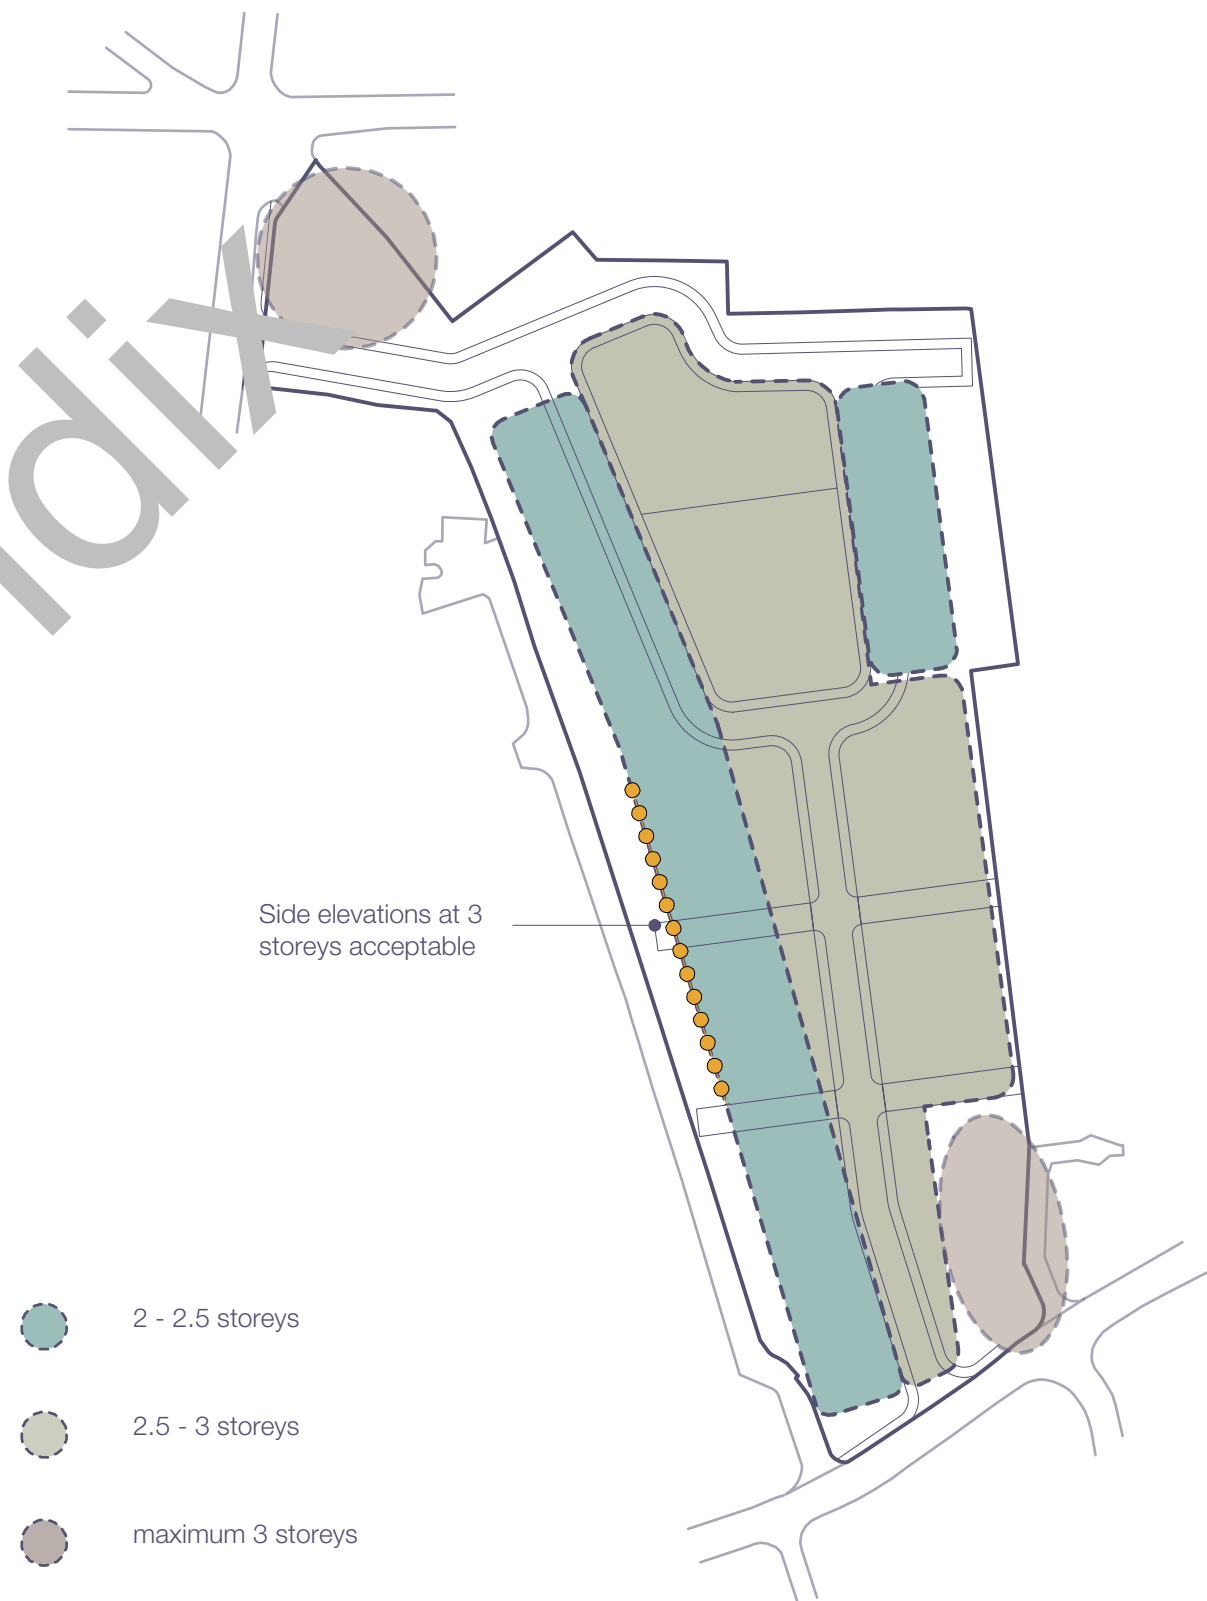 dix
Side elevations at 3
storeys acceptable
2 - 2.5 storeys
2.5 - 3 storeys
maximum 3 storeys